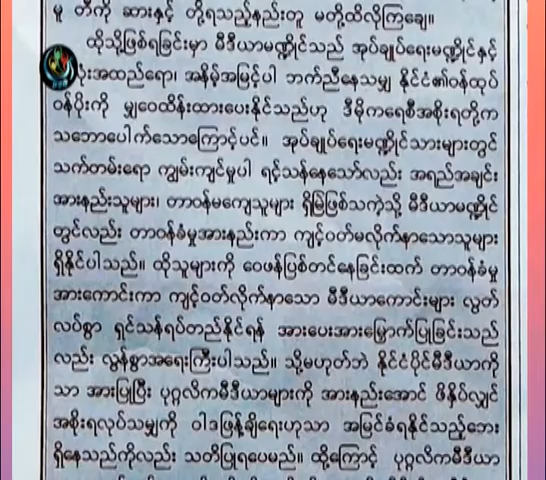 မူ တီကို ဆားနှင့် တို့ရသည့်နည်းတူ မတို့ထိလိုကြချေ။
ထိုသို့ဖြစ်ရခြင်းမှာ မီဒီယာမဏ္ဍိုင်သည် အုပ်ချုပ်ရေးမဏ္ဍိုင်နှင့်
ပုံးအထည်ရော၊ အနိမ့်အမြင့်ပါ ဘက်ညီနေသမျှ နိုင်ငံ၏ဝန်ထုပ်
ဝန်ပိုးကို မျှဝေထိန်းထားပေးနိုင်သည်ဟု ဒီမိုကရေစီအစိုးရတို့က
သဘောပေါက်သောကြောင့်ပင်။ အုပ်ချုပ်ရေးမဏ္ဍိုင်သားများတွင်
သက်တမ်းရော ကျွမ်းကျင်မှုပါ ရင့်သန်နေသော်လည်း အရည်အချင်း
အားနည်းသူများ၊ တာဝန်မကျေသူများ ရှိမြဲဖြစ်သကဲ့သို့ မီဒီယာမဏ္ဍိုင်
တွင်လည်း တာဝန်ခံမှုအားနည်းကာ ကျင့်ဝတ်မလိုက်နာသောသူများ
ရှိနိုင်ပါသည်။ ထိုသူများကို ဝေဖန်ပြစ်တင်နေခြင်းထက် တာဝန်ခံမှု
အားကောင်းကာ ကျင့်ဝတ်လိုက်နာသော မီဒီယာကောင်းများ လွတ်
လပ်စွာ ရှင်သန်ရပ်တည်နိုင်ရန် အားပေးအားမြှောက်ပြုခြင်းသည်
လည်း လွန်စွာအရေးကြီးပါသည်။ သို့မဟုတ်ဘဲ နိုင်ငံပိုင်မီဒီယာကို
သာ အားပြုပြီး ပုဂ္ဂလိကမီဒီယာများကို အားနည်းအောင် ဖိနှိပ်လျှင်
အစိုးရလုပ်သမျှကို ဝါဒဖြန့်ချိရေးဟုသာ အမြင်ခံရနိုင်သည့်ဘေး
ရှိနေသည်ကိုလည်း သတိပြုရပေမည်။ ထို့ကြောင့် ပုဂ္ဂလိကမီဒီယာ